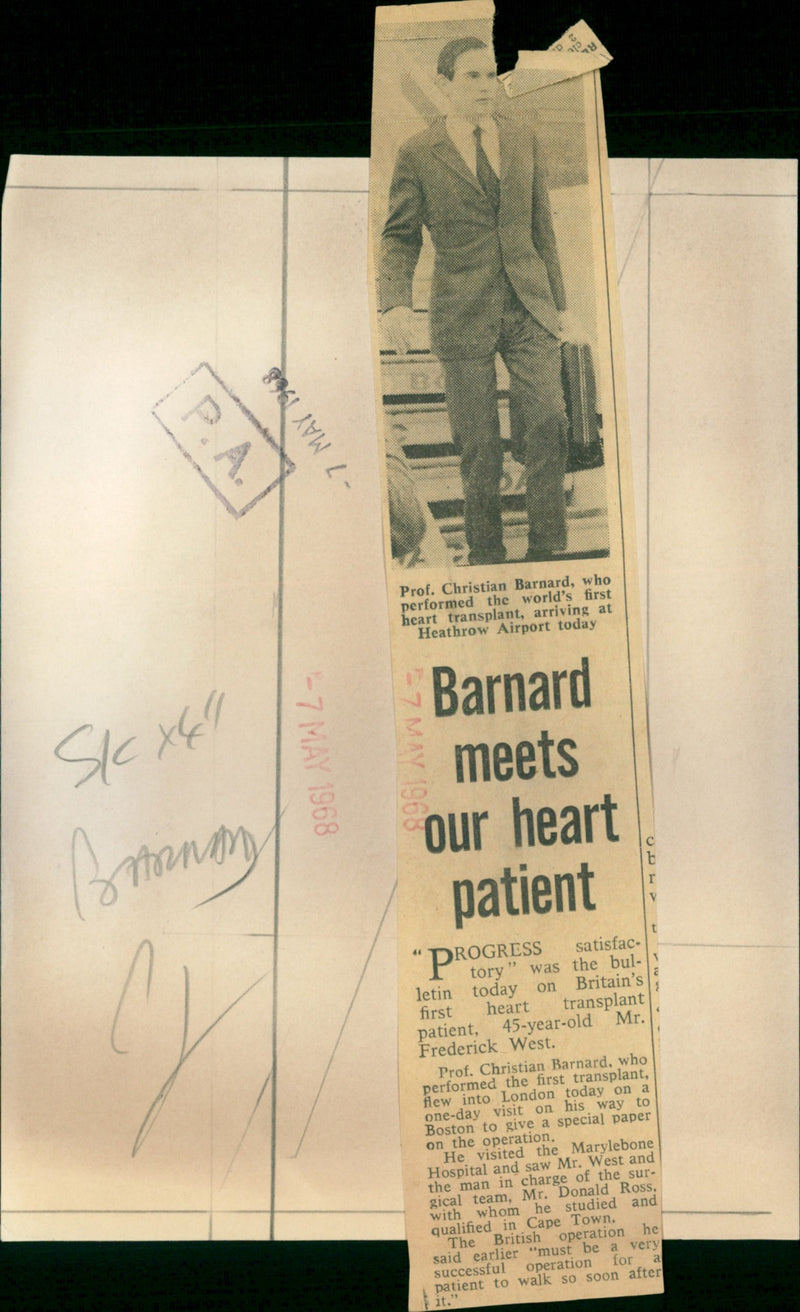 P.A.
-7 MAY 1968
S/C x4"
BARNARD
-7 MAY 1968
-7 MAY 1968
Prof. Christian Barnard, who
performed the world's first
heart transplant, arriving at
Heathrow Airport today
Barnard
meets
our heart
patient
"PROGRESS satisfac-
tory" was the bul-
letin today on Britain's
first heart transplant
patient, 45-year-old Mr.
Frederick West.
Prof. Christian Barnard, who
performed the first transplant,
flew into London today on a
one-day visit on his way to
Boston to give a special paper
on the operation.
He visited the Marylebone
Hospital and saw Mr. West and
the man in charge of the sur-
gical team, Mr. Donald Ross,
with whom he studied and
qualified in Cape Town.
The British operation he
said earlier "must be a very
successful operation for a
patient to walk so soon after
it."